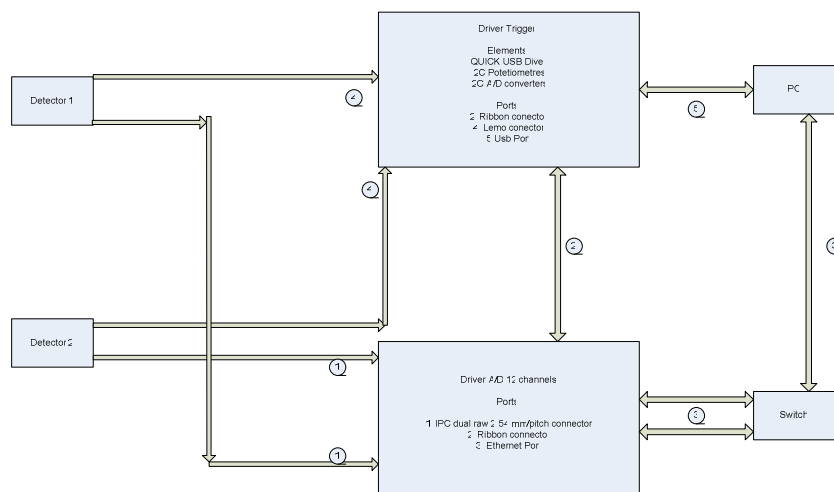 Driver Trigger
Elements
QUICK USB Drive
2C Potetiometres
2C A/D converters
Ports
2 Ribbon conector
4 Lemo conector
5 Usb Port
Detector 1
PC
4
5
4
2
3
Detector 2
1
Driver A/D 12 channels
Ports
1 IPC dual raw 2 54 mm/pitch connector
2 Ribbon conector
3 Ethernet Port
3
Switch
1